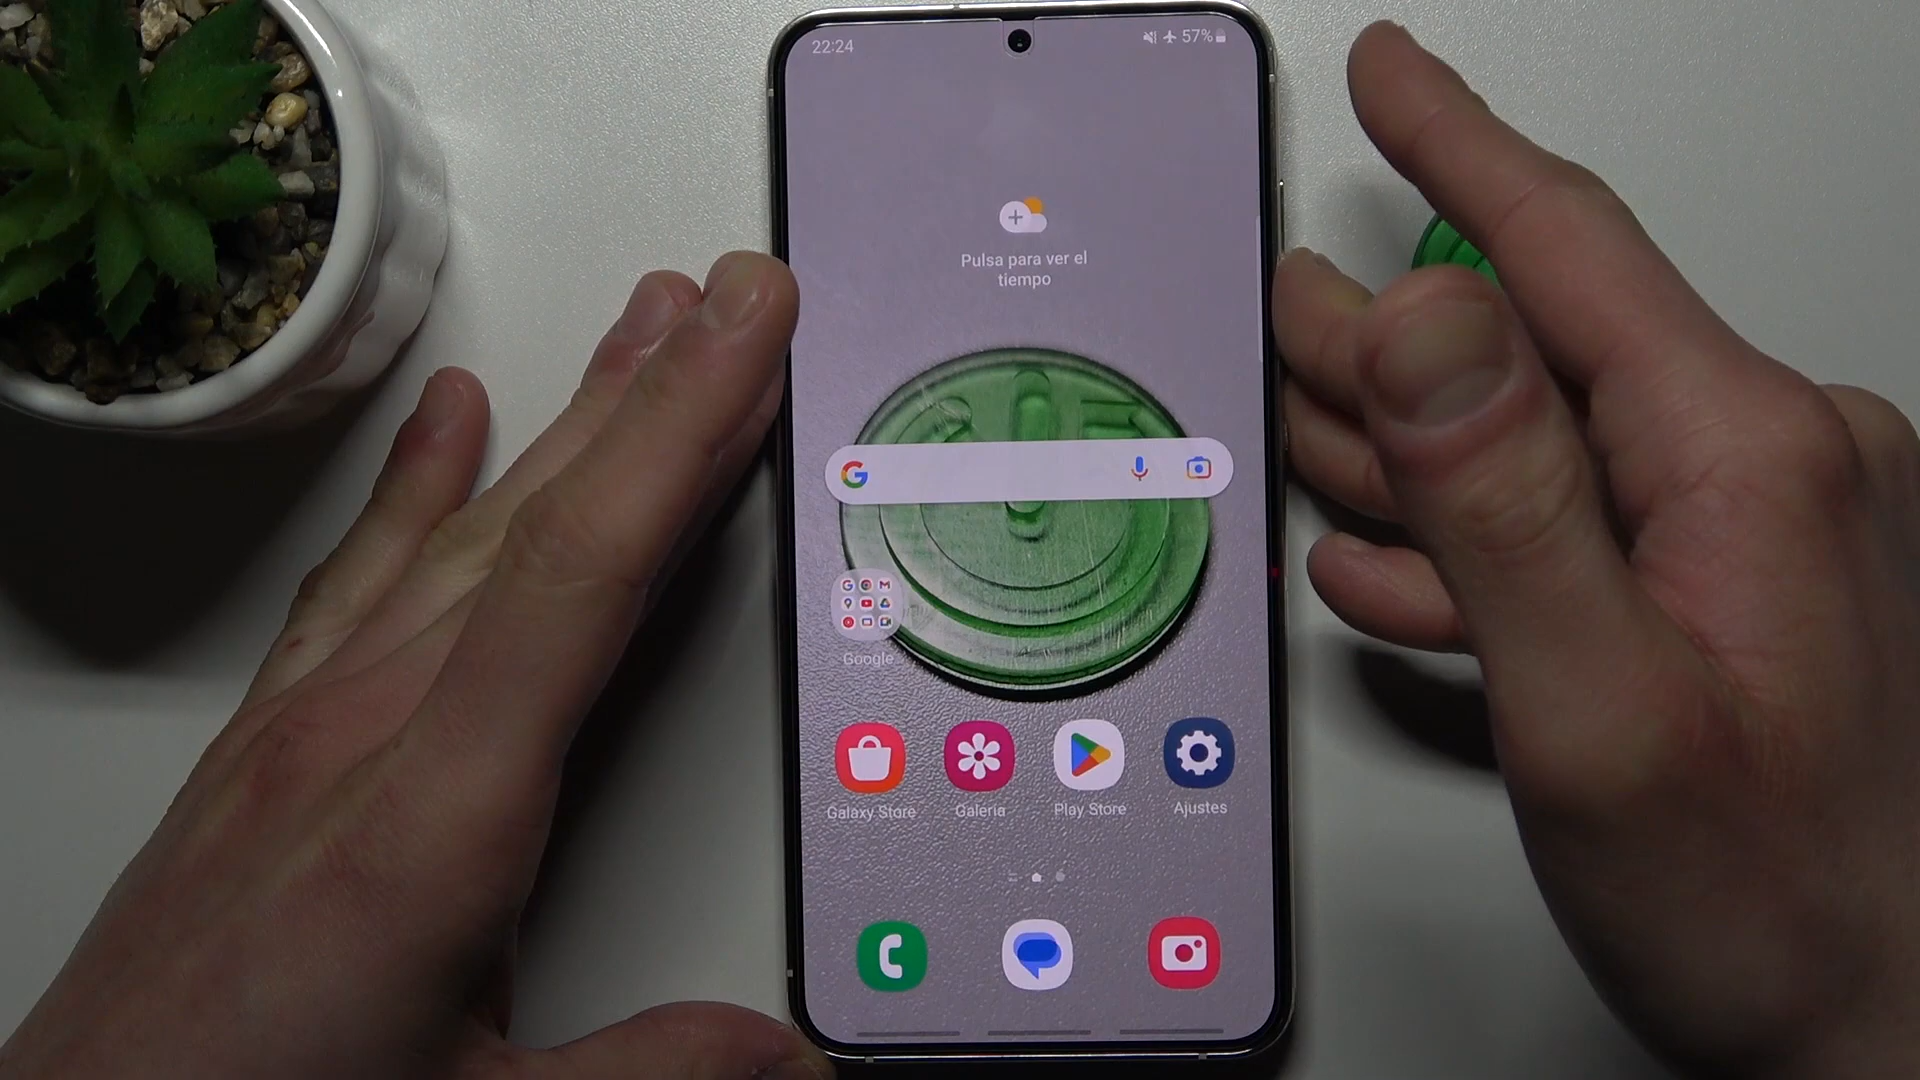 22:24
57%
Pulsa para ver el
tiempo
Google
Galaxy Store
Galería
Play Store
Ajustes